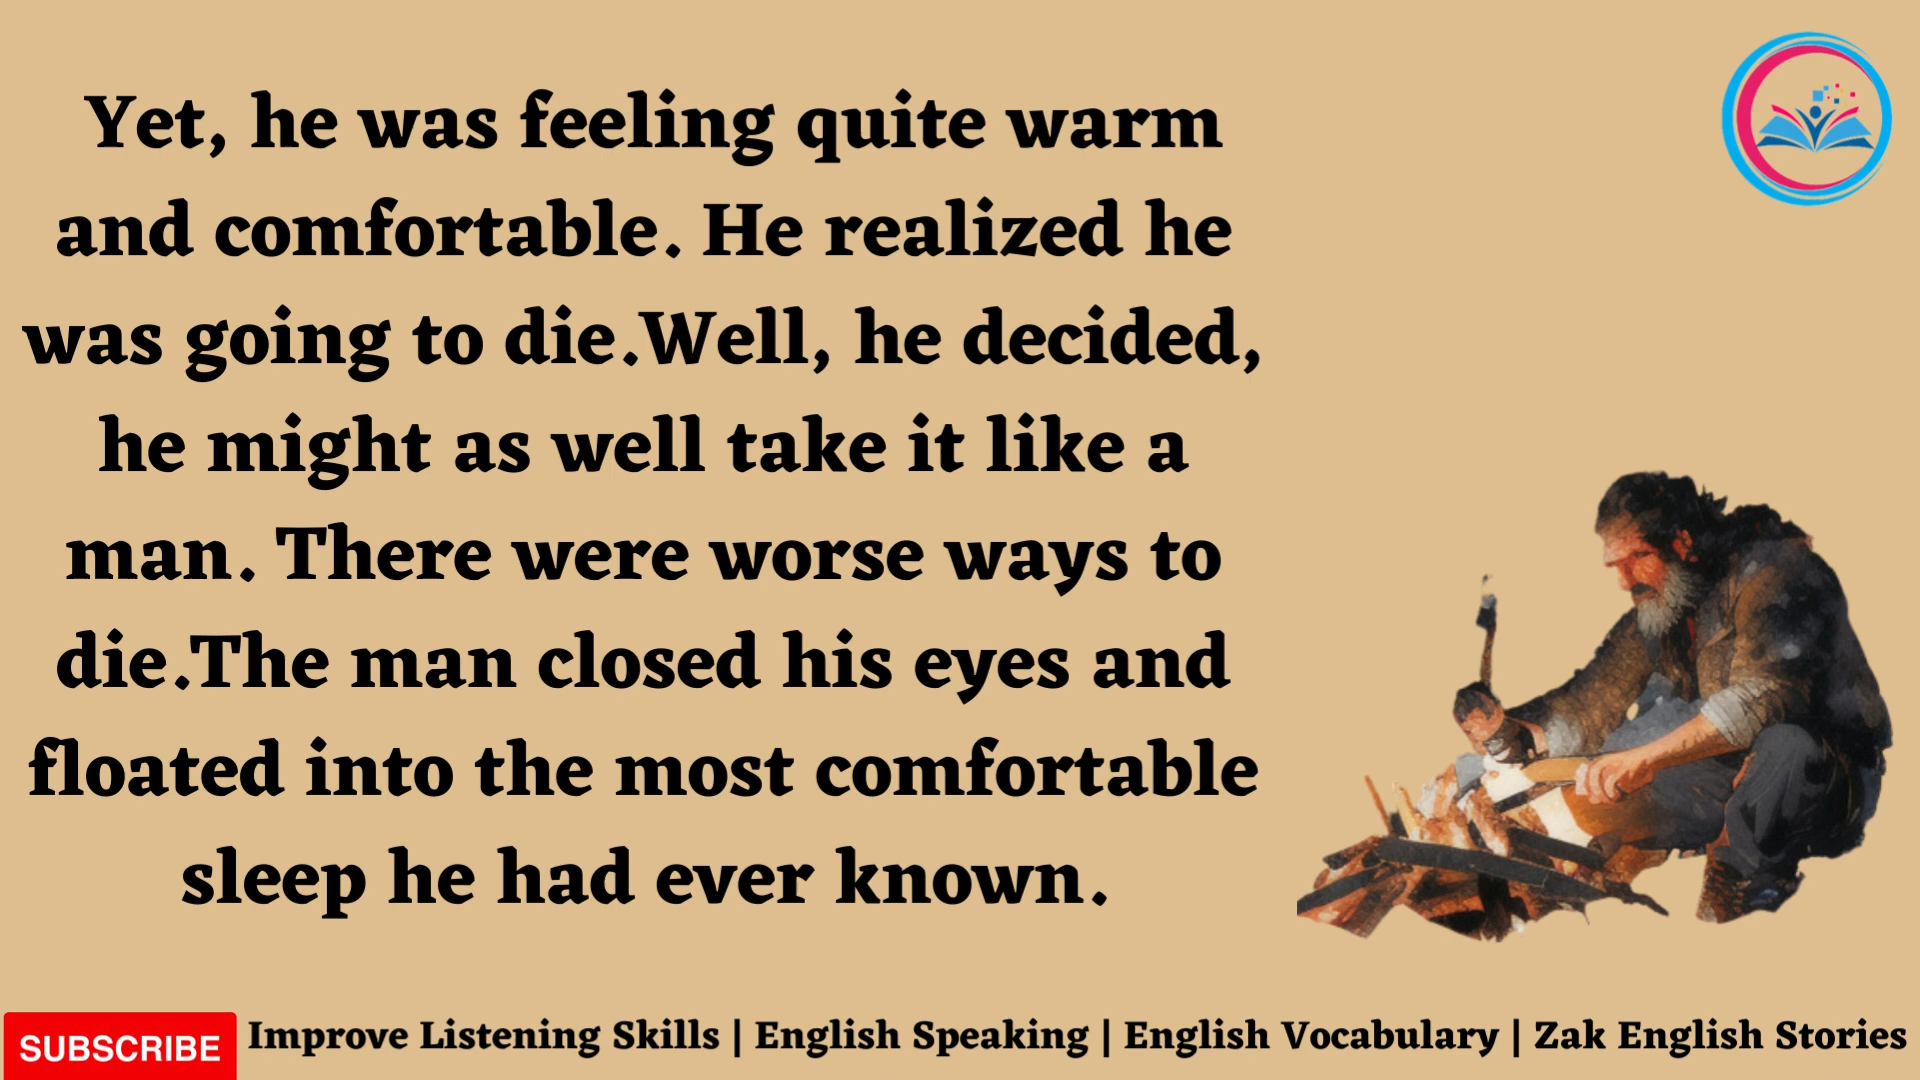 Yet, he was feeling quite warm
and comfortable. He realized he
was going to die.Well, he decided,
he might as well take it like a
man. There were worse ways to
die.The man closed his eyes and
floated into the most comfortable
sleep he had ever known.
SUBSCRIBE
Improve Listening Skills | English Speaking | English Vocabulary | Zak English Stories